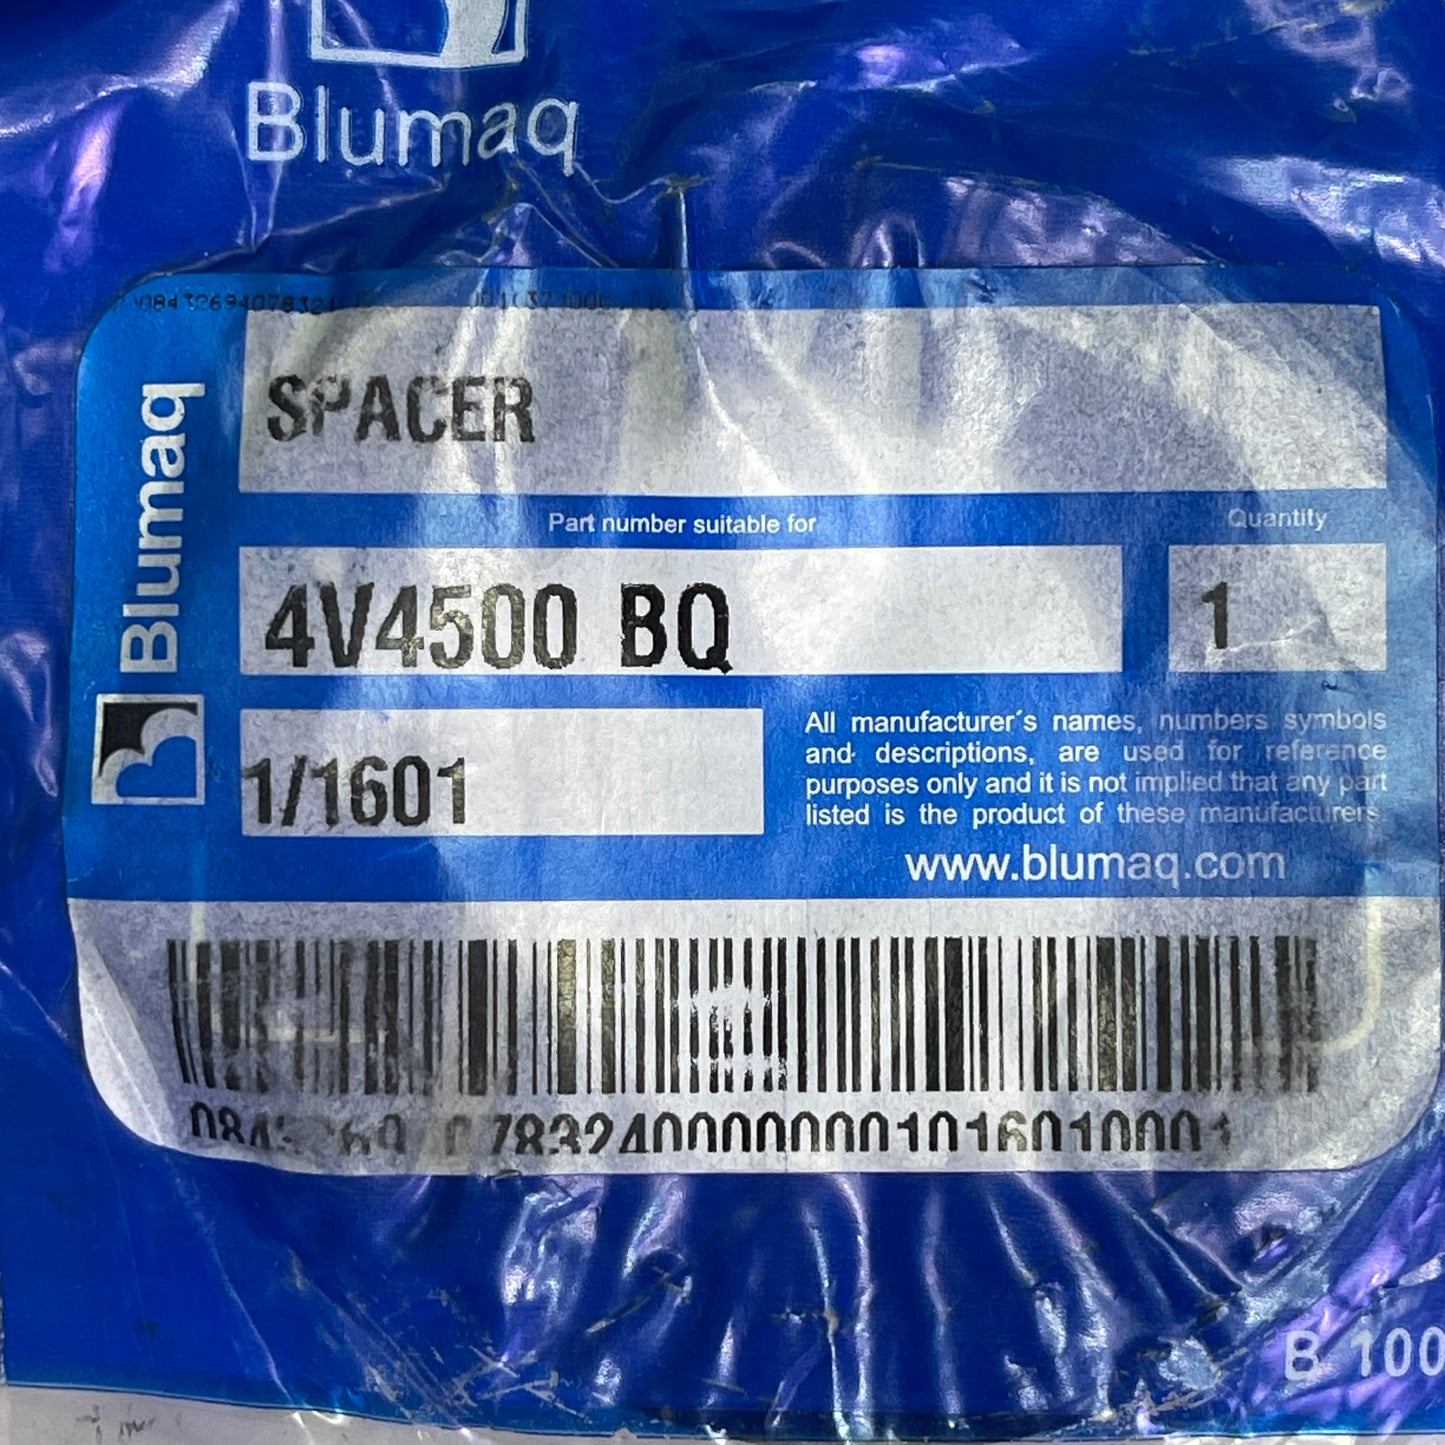 Blumaq
SPACER
Blumaq
Part number suitable for
Quantity
4V4500 BQ
1
1/1601
All manufacturer´s names, numbers symbols
and descriptions, are used for reference
purposes only and it is not implied that any part
listed is the product of these manufacturers.
www.blumaq.com
B 100